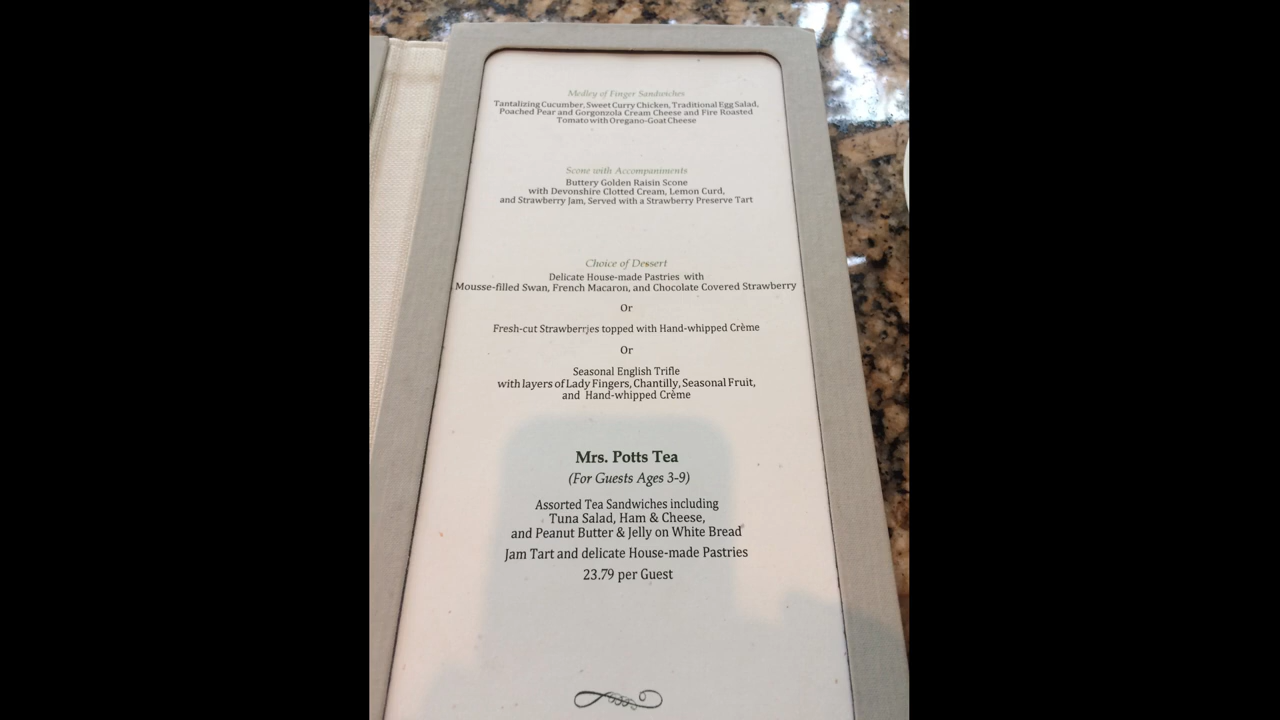 Medley of Finger Sandwiches
Tantalizing Cucumber, Sweet Curry Chicken, Traditional Egg Salad,
Poached Pear and Gorgonzola Cream Cheese and Fire Roasted
Tomato with Oregano-Goat Cheese
Scone with Accompaniments
Buttery Golden Raisin Scone
with Devonshire Clotted Cream, Lemon Curd,
and Strawberry Jam, Served with a Strawberry Preserve Tart
Choice of Dessert
Delicate House-made Pastries with
Mousse-filled Swan, French Macaron, and Chocolate Covered Strawberry
Or
Fresh-cut Strawberries topped with Hand-whipped Crème
Or
Seasonal English Trifle
with layers of Lady Fingers, Chantilly, Seasonal Fruit,
and Hand-whipped Crème
Mrs. Potts Tea
(For Guests Ages 3-9)
Assorted Tea Sandwiches including
Tuna Salad, Ham & Cheese,
and Peanut Butter & Jelly on White Bread
Jam Tart and delicate House-made Pastries
23.79 per Guest